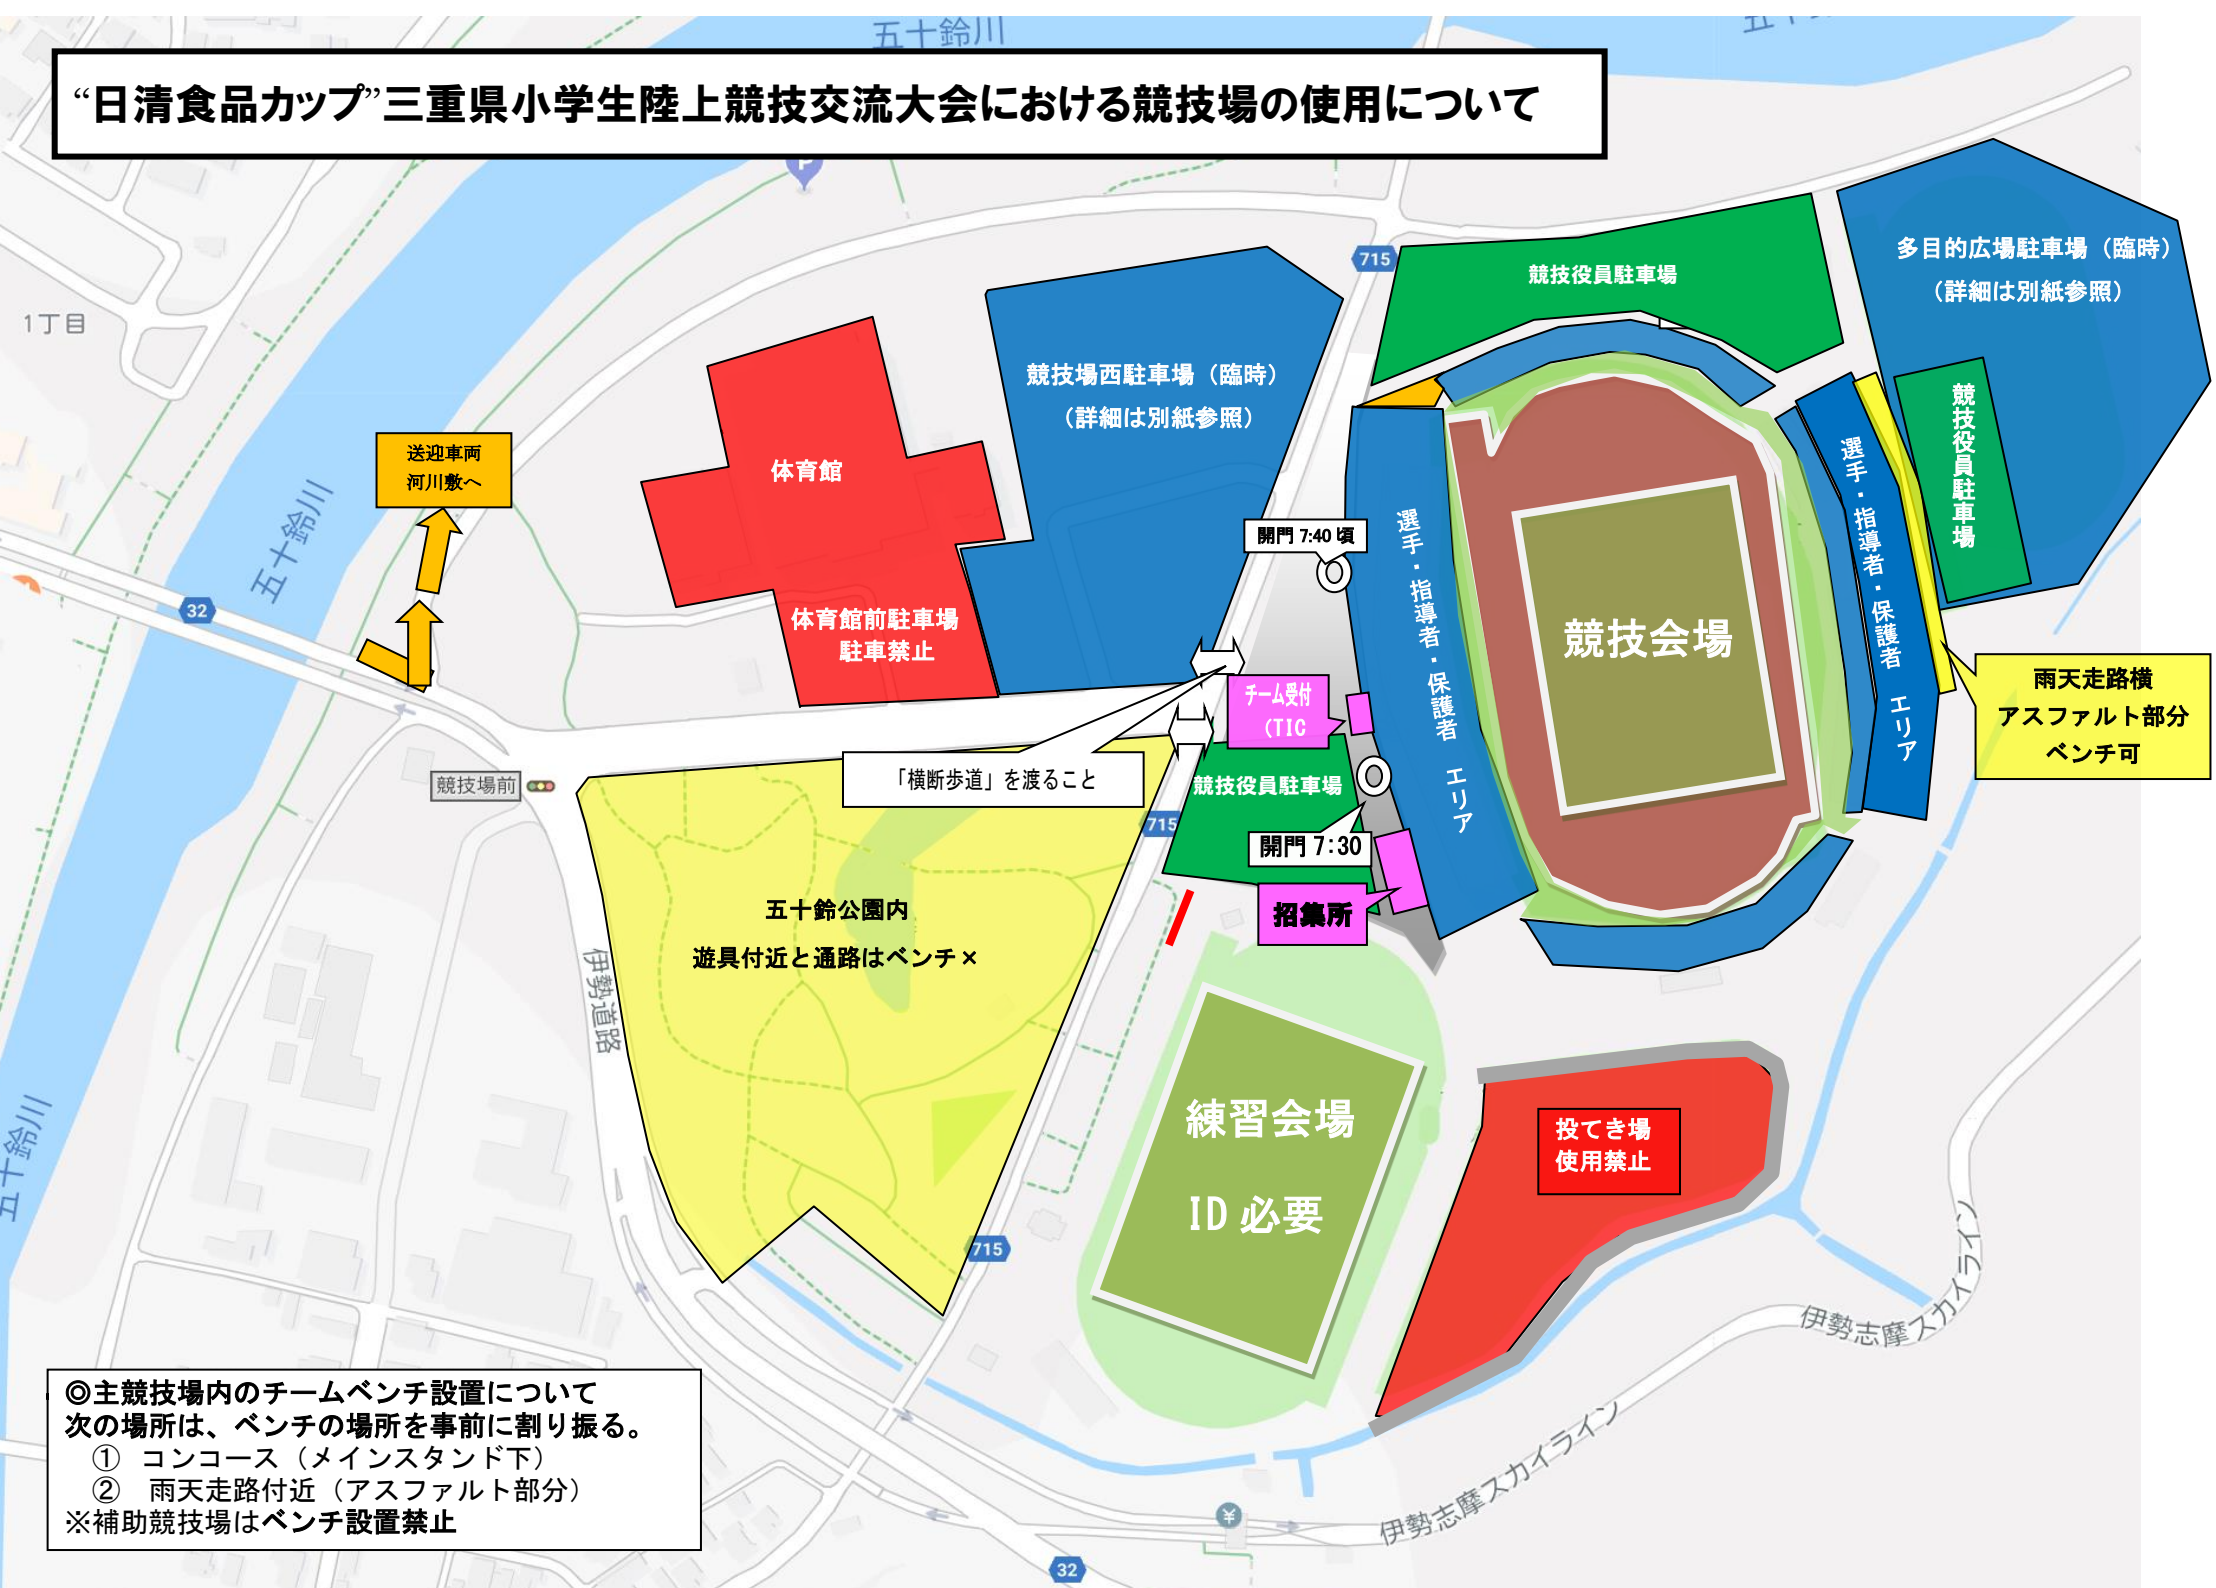 五十鈴川
“日清食品カップ”三重県小学生陸上競技交流大会における競技場の使用について
P
1丁目
715
競技役員駐車場
多目的広場駐車場（臨時）
（詳細は別紙参照）
競技場西駐車場（臨時）
（詳細は別紙参照）
競技役員駐車場
送迎車両
河川敷へ
体育館
五十鈴川
32
開門 7:40 頃
選手・指導者・保護者　エリア
選手・指導者・保護者　エリア
競技会場
体育館前駐車場
駐車禁止
チーム受付
（TIC
雨天走路横
アスファルト部分
ベンチ可
「横断歩道」を渡ること
競技場前
競技役員駐車場
715
開門 7:30
招集所
五十鈴公園内
遊具付近と通路はベンチ×
伊勢道路
練習会場
ID 必要
投てき場
使用禁止
五十鈴川
715
伊勢志摩スカイライン
◎主競技場内のチームベンチ設置について
次の場所は、ベンチの場所を事前に割り振る。
①　コンコース（メインスタンド下）
②　雨天走路付近（アスファルト部分）
※補助競技場はベンチ設置禁止
伊勢志摩スカイライン
¥
32